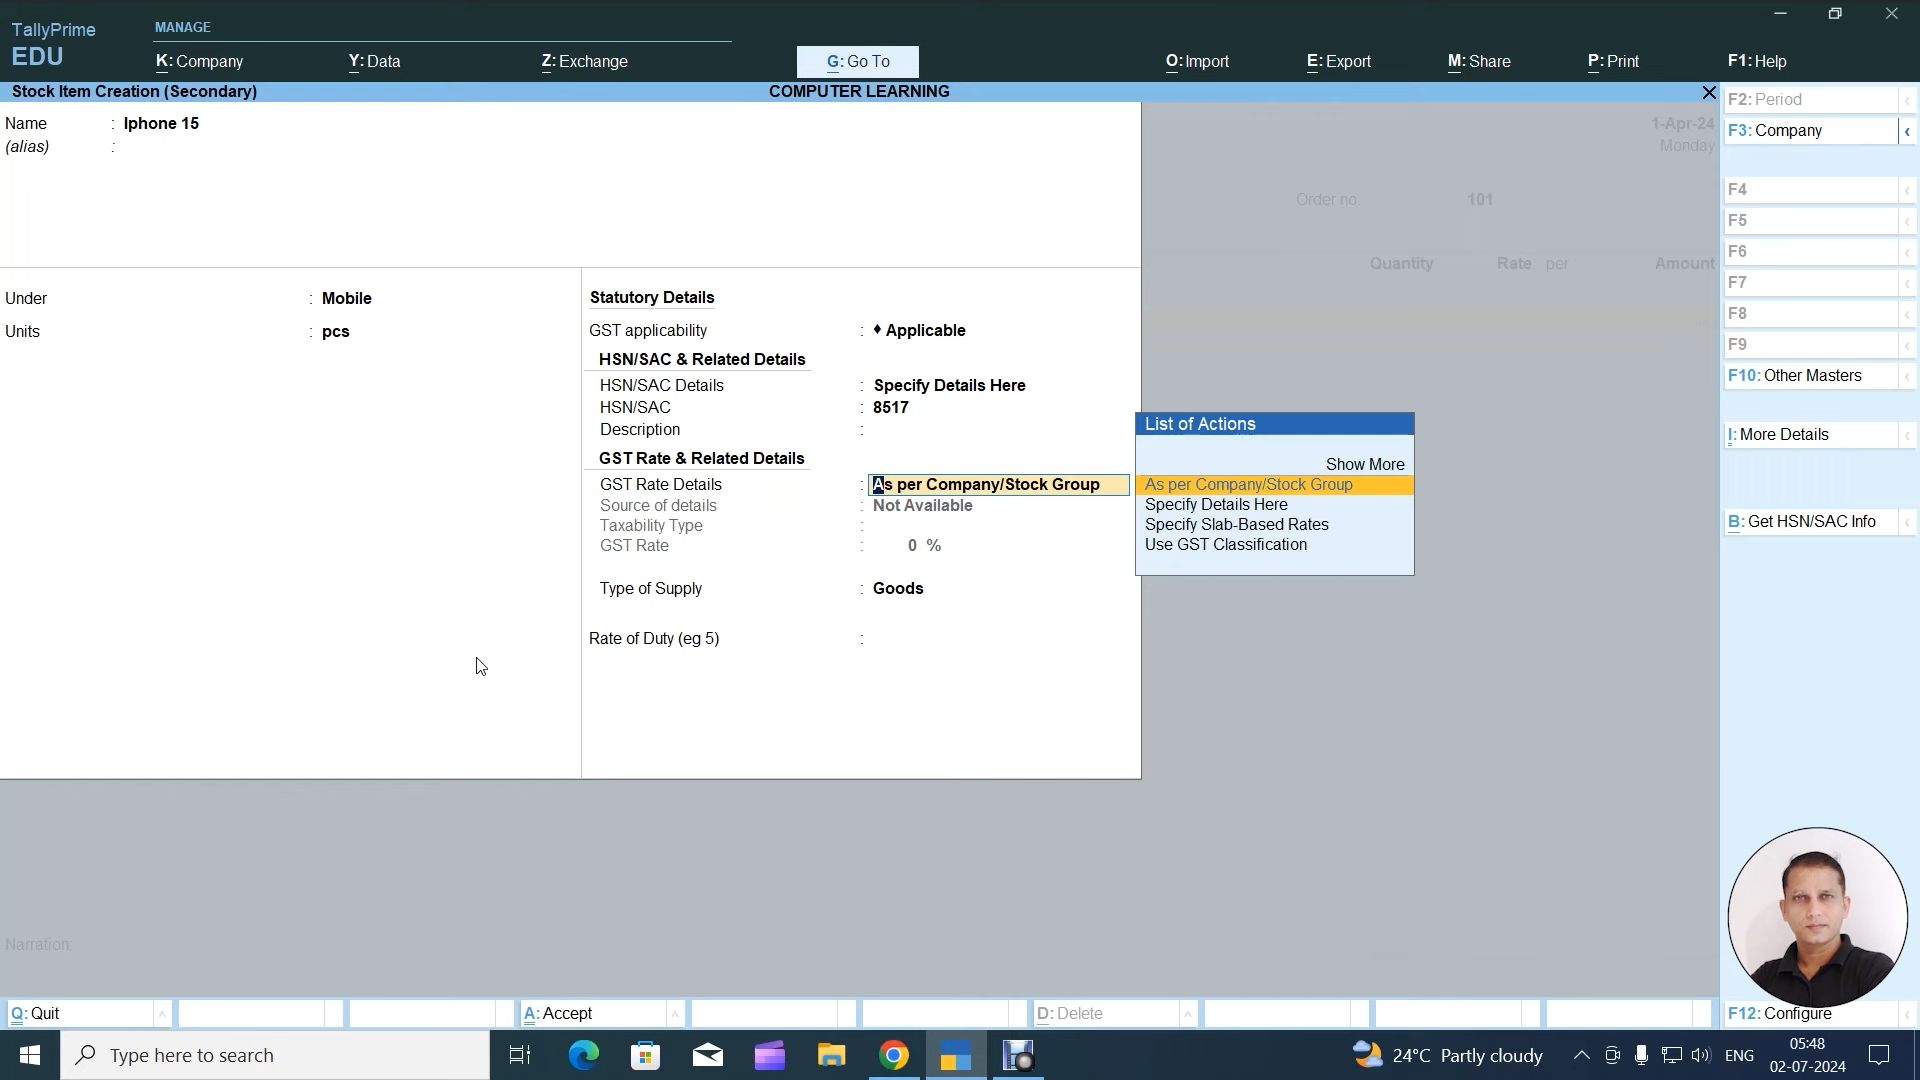 TallyPrime
EDU
MANAGE
K: Company
Y: Data
Z: Exchange
G: Go To
O: Import
E: Export
M: Share
P: Print
F1: Help
Stock Item Creation (Secondary)
COMPUTER LEARNING
F2: Period
F3: Company
F4
F5
F6
F7
F8
F9
F10: Other Masters
I: More Details
B: Get HSN/SAC Info
F12: Configure
1-Apr-24
Monday
Order no. 101
Quantity Rate per Amount
Name : Iphone 15
(alias) :
Under : Mobile
Units : pcs
Statutory Details
GST applicability : ♦ Applicable
HSN/SAC & Related Details
HSN/SAC Details : Specify Details Here
HSN/SAC : 8517
Description :
GST Rate & Related Details
GST Rate Details : As per Company/Stock Group
Source of details : Not Available
Taxability Type :
GST Rate : 0 %
Type of Supply : Goods
Rate of Duty (eg 5) :
List of Actions
Show More
As per Company/Stock Group
Specify Details Here
Specify Slab-Based Rates
Use GST Classification
Narration:
Q: Quit
A: Accept
D: Delete
Type here to search
24°C Partly cloudy
ENG
05:48
02-07-2024